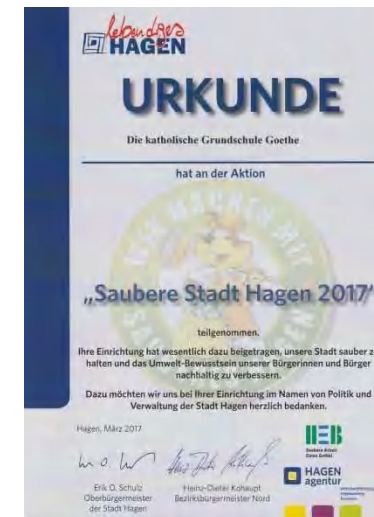 lebendiges
HAGEN
URKUNDE
Die katholische Grundschule Goethe
hat an der Aktion
„Saubere Stadt Hagen 2017“
teilgenommen.
Ihre Einrichtung hat wesentlich dazu beigetragen, unsere Stadt sauber z
halten und das Umwelt-Bewusstsein unserer Bürgerinnen und Bürger
nachhaltig zu verbessern.
Dazu möchten wir uns bei Ihrer Einrichtung im Namen von Politik und
Verwaltung der Stadt Hagen herzlich bedanken.
Hagen, März 2017
HEB
HAGEN
agentur
Erik O. Schulz
Oberbürgermeister
der Stadt Hagen
Heinz-Dieter Kohaupt
Bezirksbürgermeister Nord